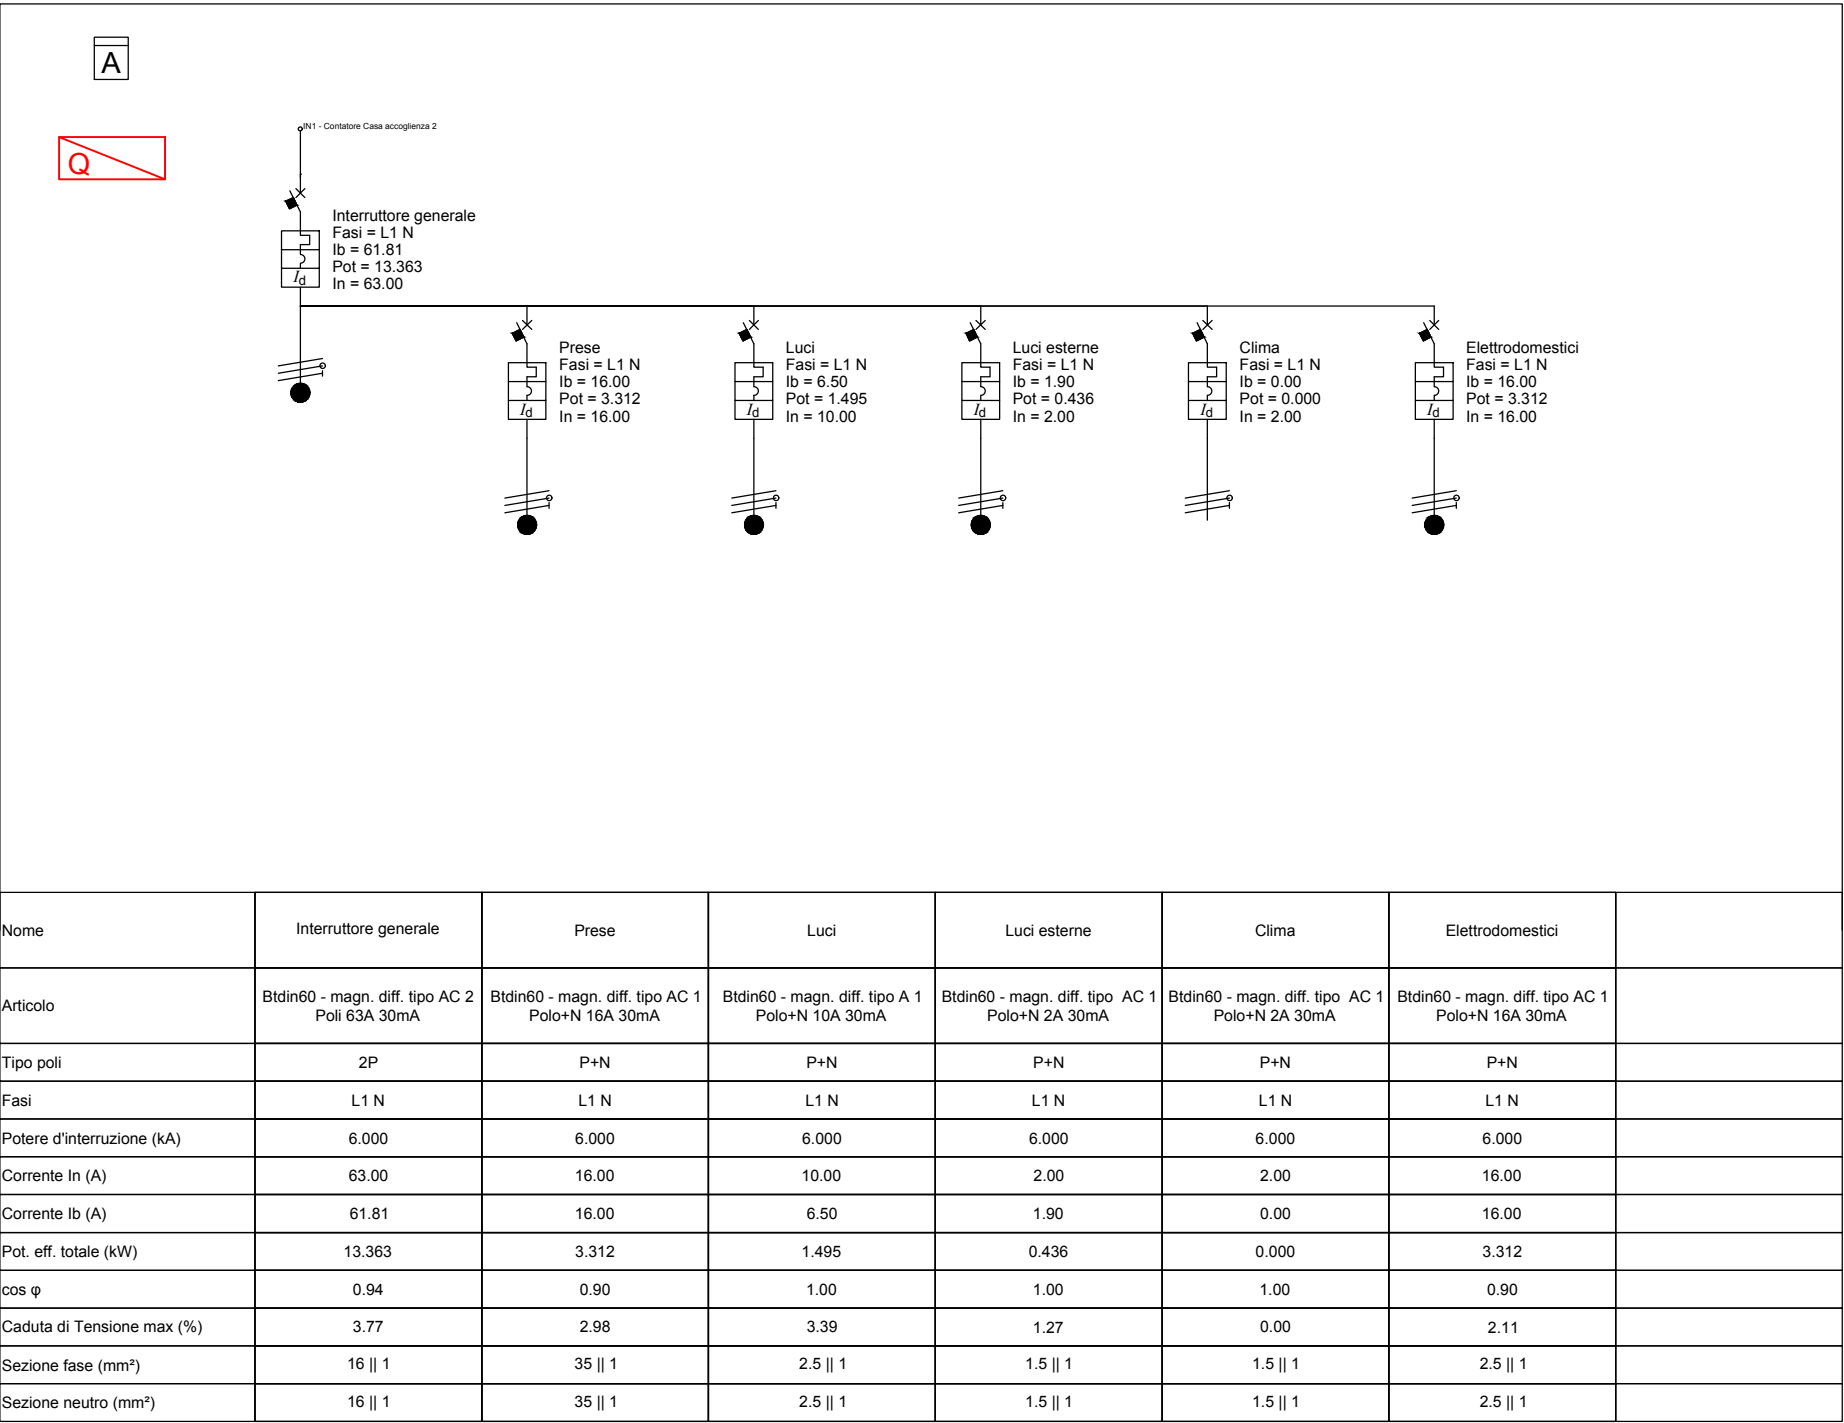 A
Q
IN1 - Contatore Casa accoglienza 2
Interruttore generale
Fasi = L1 N
Ib = 61.81
Pot = 13.363
In = 63.00
Id
Prese
Fasi = L1 N
Ib = 16.00
Pot = 3.312
In = 16.00
Id
Luci
Fasi = L1 N
Ib = 6.50
Pot = 1.495
In = 10.00
Id
Luci esterne
Fasi = L1 N
Ib = 1.90
Pot = 0.436
In = 2.00
Id
Clima
Fasi = L1 N
Ib = 0.00
Pot = 0.000
In = 2.00
Id
Elettrodomestici
Fasi = L1 N
Ib = 16.00
Pot = 3.312
In = 16.00
Id
Nome Interruttore generale Prese Luci Luci esterne Clima Elettrodomestici
Articolo
Btdin60 - magn. diff. tipo AC 2
Poli 63A 30mA
Btdin60 - magn. diff. tipo AC 1
Polo+N 16A 30mA
Btdin60 - magn. diff. tipo A 1
Polo+N 10A 30mA
Btdin60 - magn. diff. tipo AC 1
Polo+N 2A 30mA
Btdin60 - magn. diff. tipo AC 1
Polo+N 2A 30mA
Btdin60 - magn. diff. tipo AC 1
Polo+N 16A 30mA
Tipo poli 2P P+N P+N P+N P+N P+N
Fasi L1 N L1 N L1 N L1 N L1 N L1 N
Potere d'interruzione (kA) 6.000 6.000 6.000 6.000 6.000 6.000
Corrente In (A) 63.00 16.00 10.00 2.00 2.00 16.00
Corrente Ib (A) 61.81 16.00 6.50 1.90 0.00 16.00
Pot. eff. totale (kW) 13.363 3.312 1.495 0.436 0.000 3.312
cos φ 0.94 0.90 1.00 1.00 1.00 0.90
Caduta di Tensione max (%) 3.77 2.98 3.39 1.27 0.00 2.11
Sezione fase (mm²) 16 || 1 35 || 1 2.5 || 1 1.5 || 1 1.5 || 1 2.5 || 1
Sezione neutro (mm²) 16 || 1 35 || 1 2.5 || 1 1.5 || 1 1.5 || 1 2.5 || 1